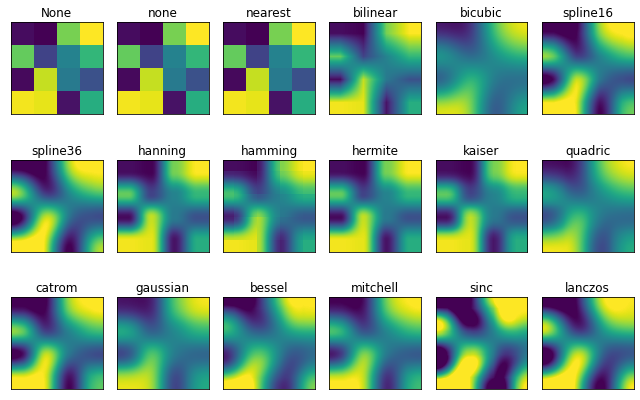 None none nearest bilinear bicubic spline16
spline36 hanning hamming hermite kaiser quadric
catrom gaussian bessel mitchell sinc lanczos